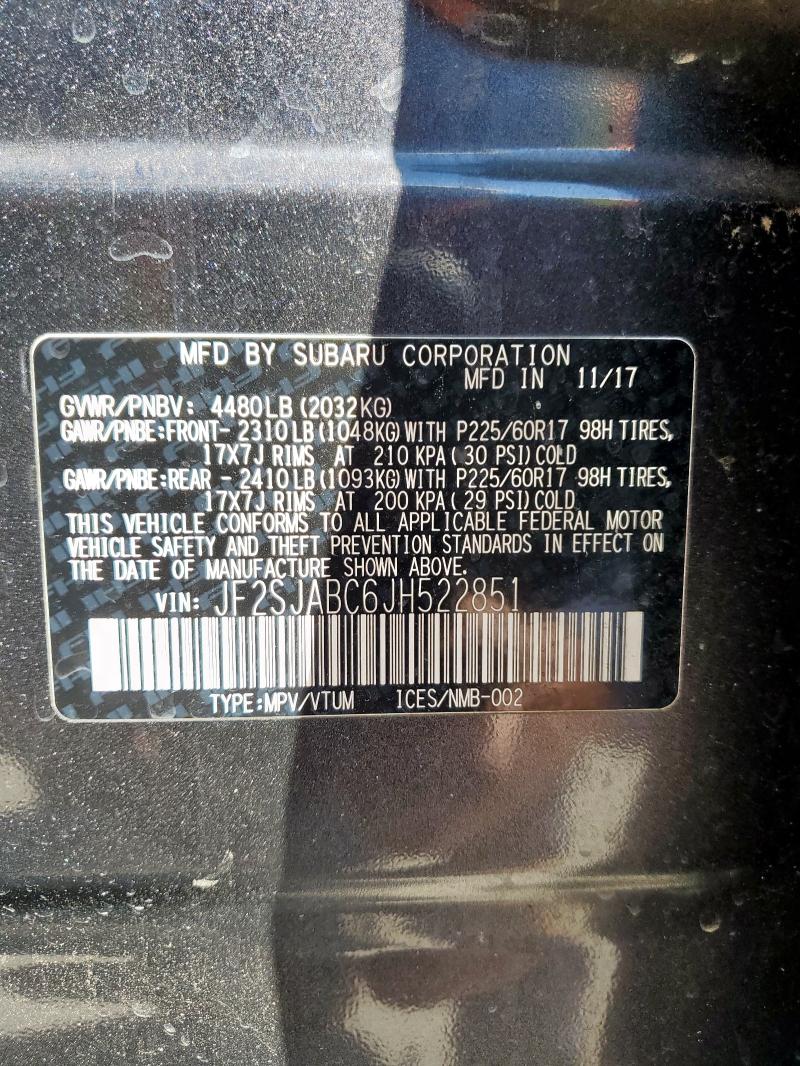 MFD BY SUBARU CORPORATION
MFD IN 11/17
GVWR/PNBV: 4480LB(2032KG)
GAWR/PNBE:FRONT- 2310LB(1048KG)WITH P225/60R17 98H TIRES,
17X7J RIMS AT 210 KPA(30 PSI)COLD
GAWR/PNBE:REAR - 2410LB(1093KG)WITH P225/60R17 98H TIRES,
17X7J RIMS AT 200 KPA(29 PSI)COLD.
THIS VEHICLE CONFORMS TO ALL APPLICABLE FEDERAL MOTOR
VEHICLE SAFETY AND THEFT PREVENTION STANDARDS IN EFFECT ON
THE DATE OF MANUFACTURE SHOWN ABOVE.
VIN: JF2SJABC6JH522851
TYPE:MPV/VTUM ICES/NMB-002